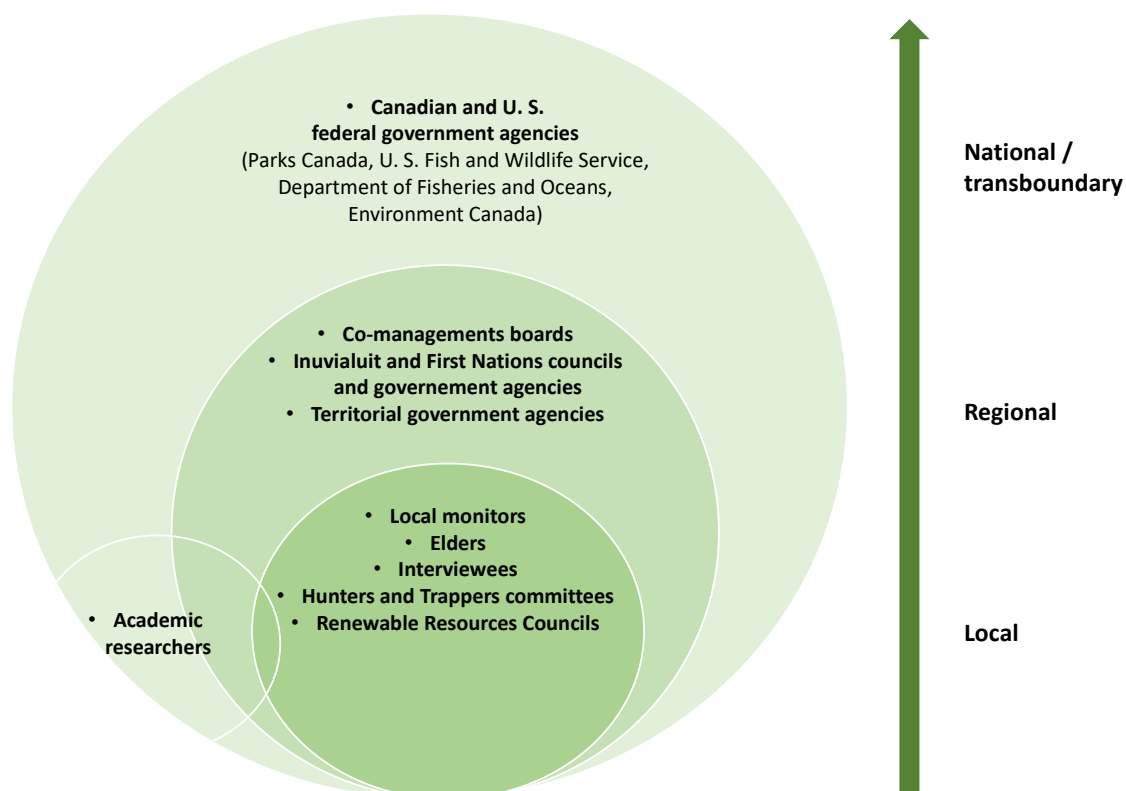 • Canadian and U. S.
federal government agencies
(Parks Canada, U. S. Fish and Wildlife Service,
Department of Fisheries and Oceans,
Environment Canada)
National /
transboundary
• Co-managements boards
• Inuvialuit and First Nations councils
and governement agencies
• Territorial government agencies
Regional
• Local monitors
• Elders
• Interviewees
• Hunters and Trappers committees
• Renewable Resources Councils
• Academic
researchers
Local